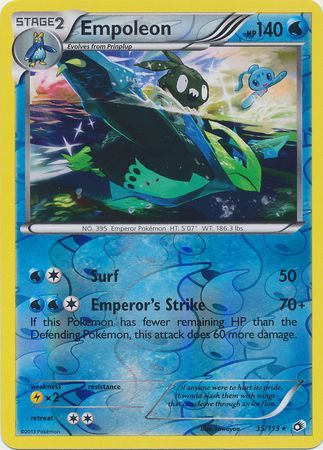 STAGE2 Empoleon HP140
Evolves from Prinplup
NO. 395 Emperor Pokémon HT: 5'07" WT: 186.3 lbs.
Surf 50
Emperor's Strike 70+
If this Pokémon has fewer remaining HP than the
Defending Pokémon, this attack does 60 more damage.
weakness resistance
×2
retreat
If anyone were to hurt its pride,
it would slash them with wings
that can cleave through an ice floe.
©2013 Pokémon
35/113